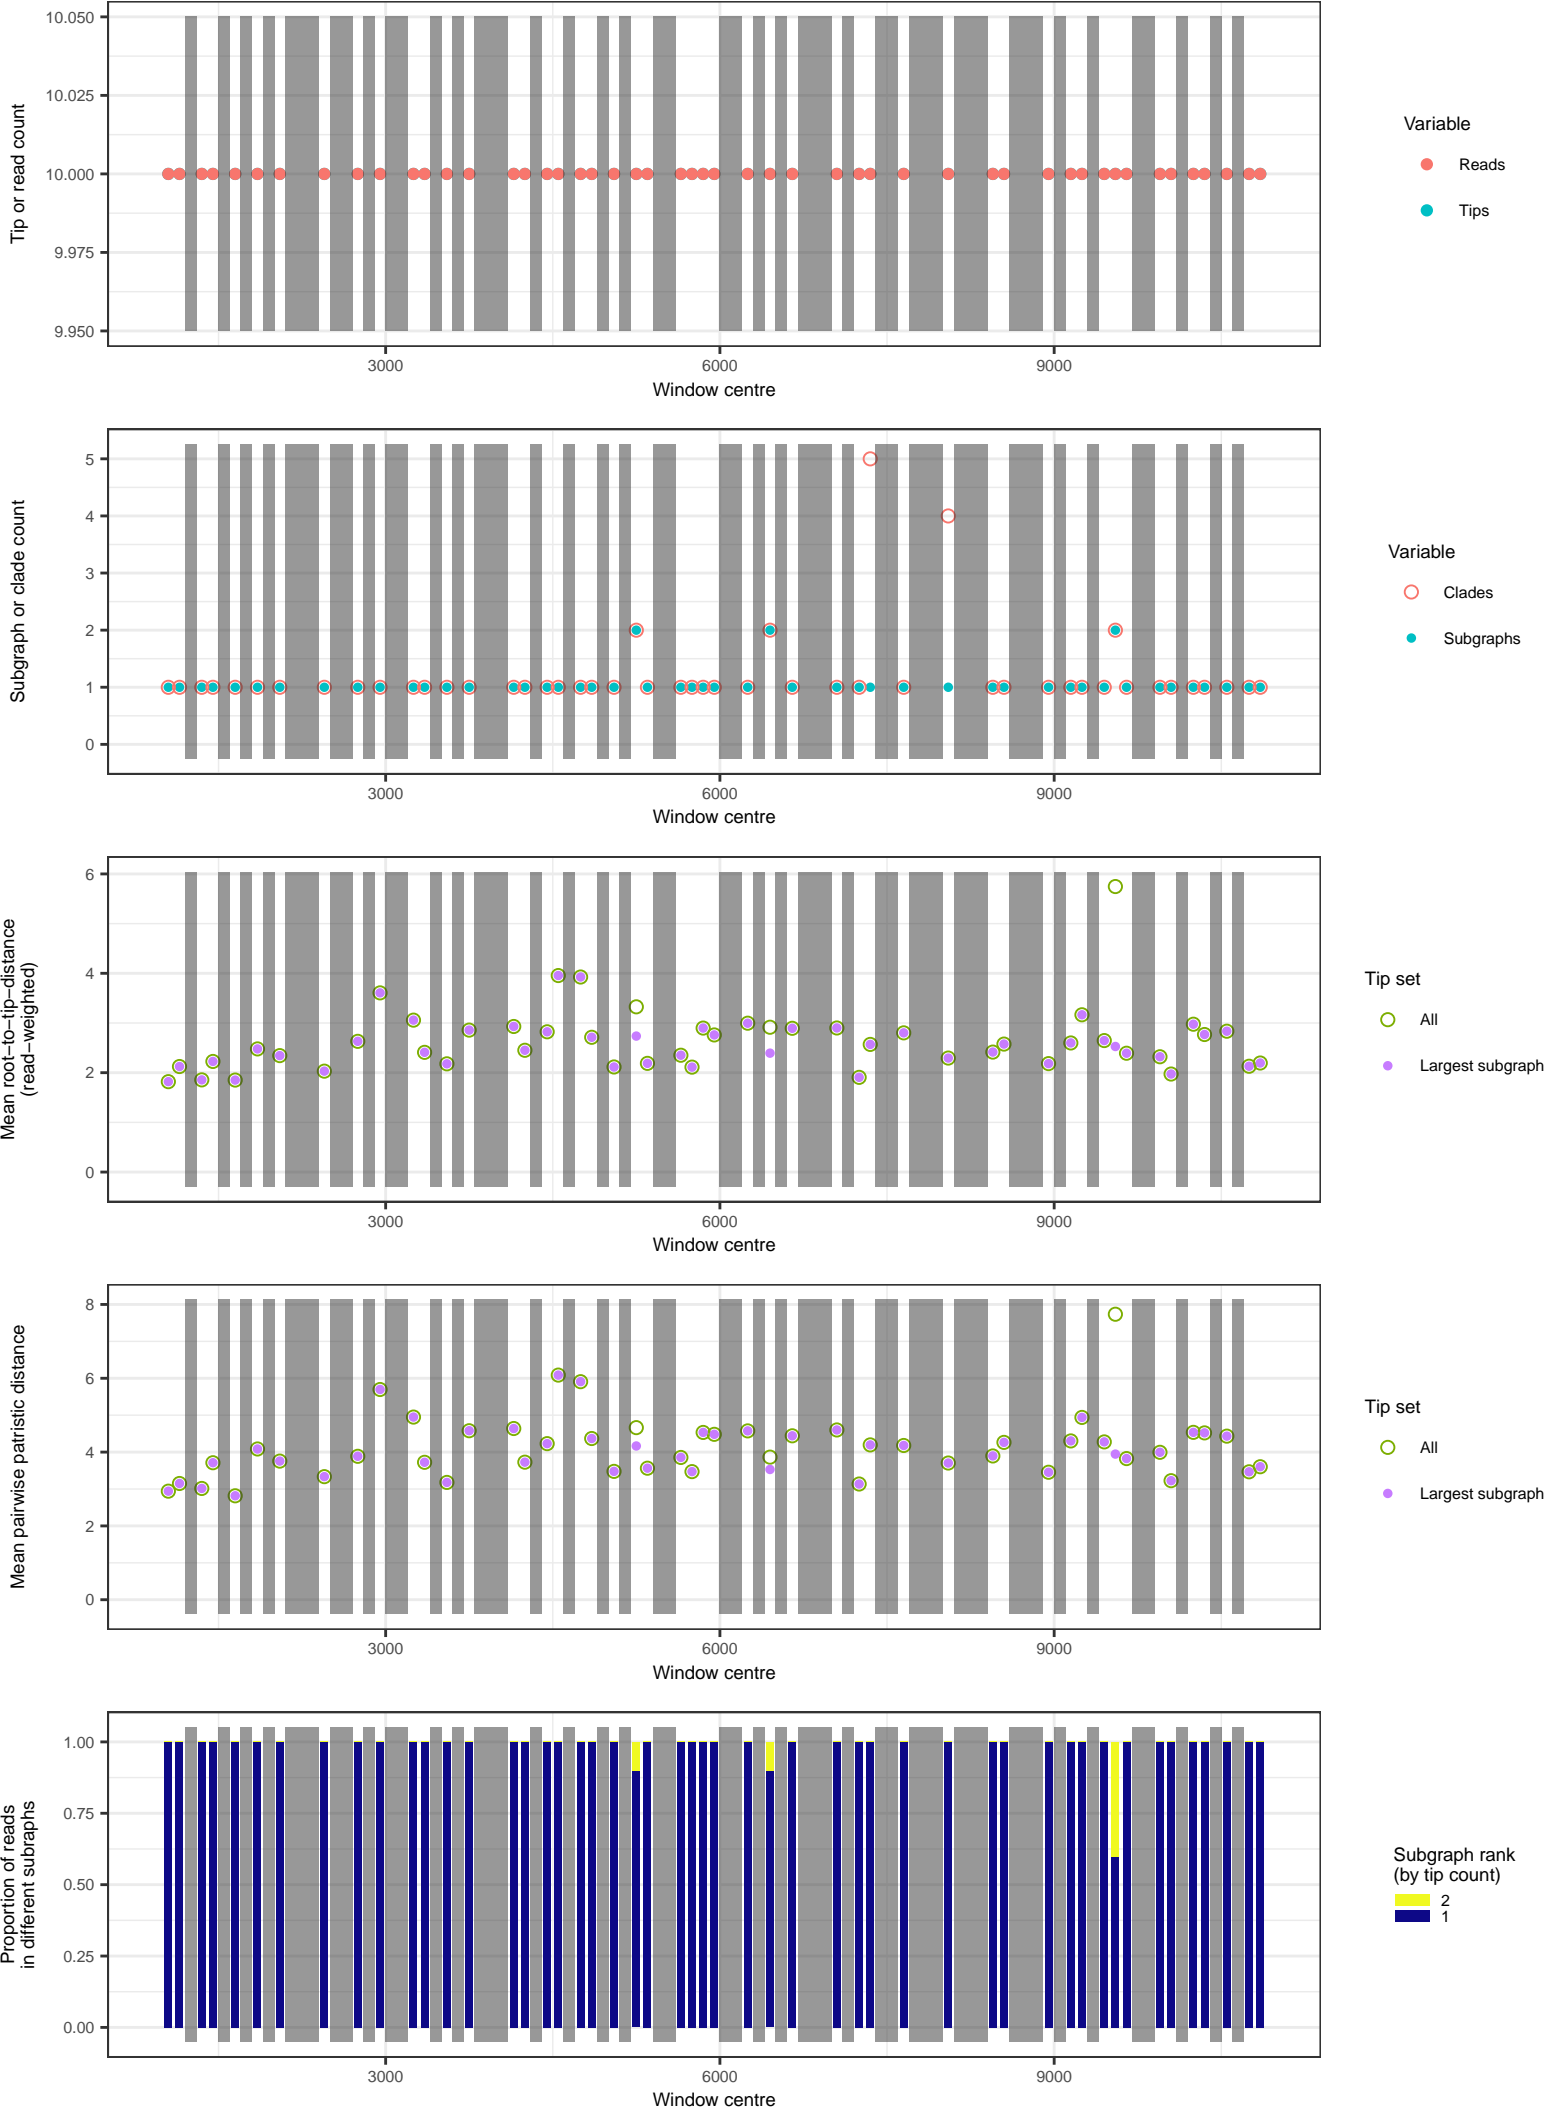 10.050
10.025
10.000
9.975
9.950
Tip or read count
3000
6000
9000
Window centre
Variable
Reads
Tips
5
4
3
2
1
0
Subgraph or clade count
3000
6000
9000
Window centre
Variable
Clades
Subgraphs
6
4
2
0
Mean root−to−tip−distance
(read−weighted)
3000
6000
9000
Window centre
Tip set
All
Largest subgraph
8
6
4
2
0
Mean pairwise patristic distance
3000
6000
9000
Window centre
Tip set
All
Largest subgraph
1.00
0.75
0.50
0.25
0.00
Proportion of reads
in different subraphs
3000
6000
9000
Window centre
Subgraph rank
(by tip count)
2
1